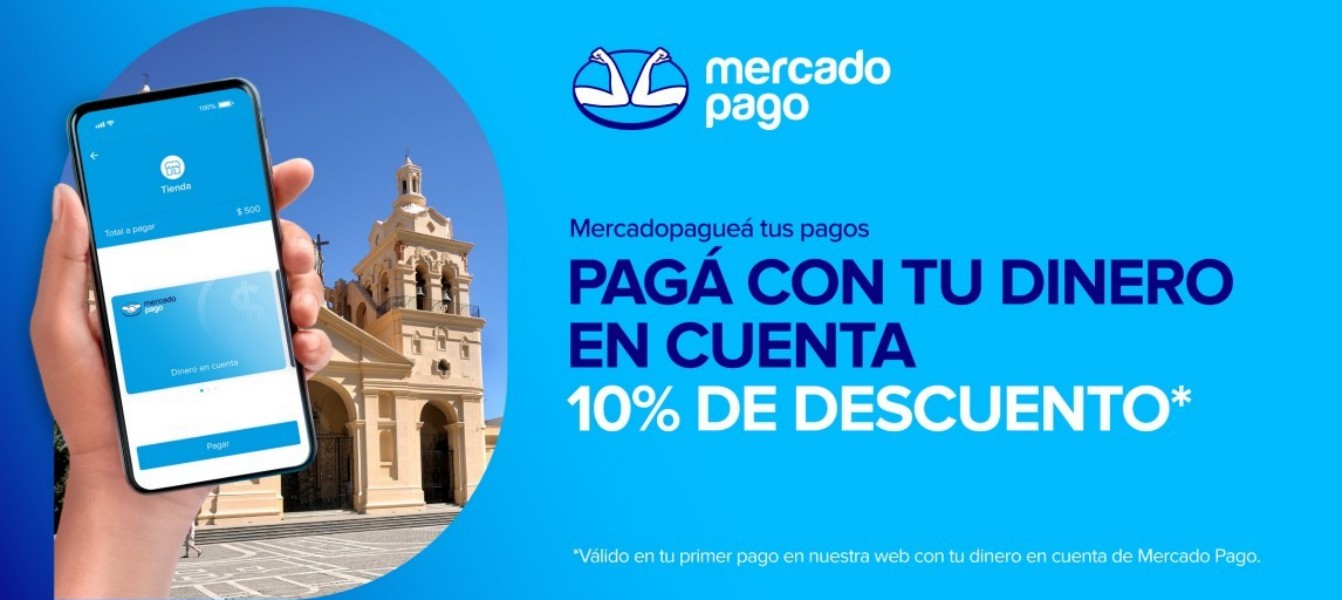 100%
Tienda
Total a pagar
$ 500
mercado
pago
Dinero en cuenta
Pagar
mercado
pago
Mercadopagueá tus pagos
PAGÁ CON TU DINERO
EN CUENTA
10% DE DESCUENTO*
*Válido en tu primer pago en nuestra web con tu dinero en cuenta de Mercado Pago.